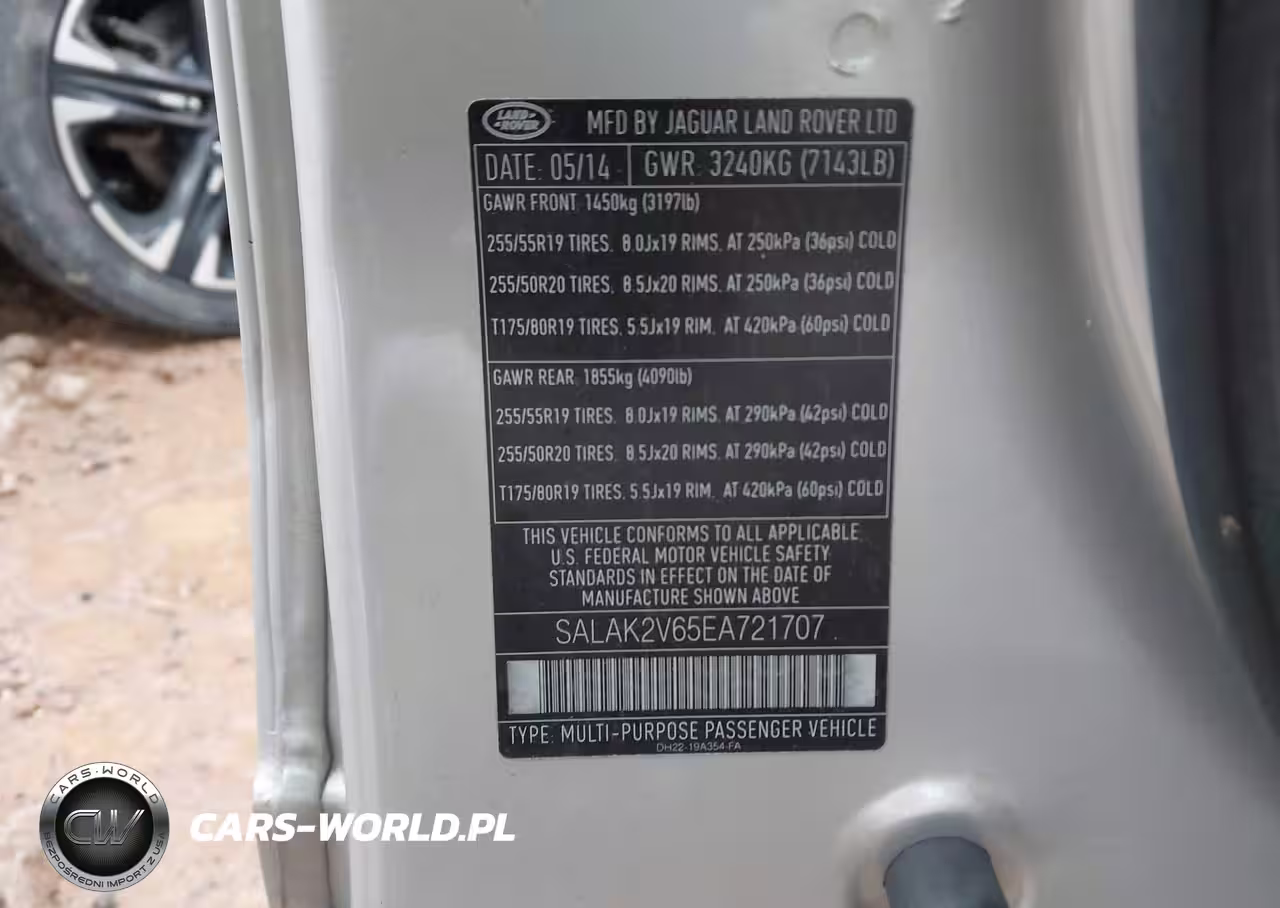 LAND-
-ROVER
MFD BY JAGUAR LAND ROVER LTD
DATE: 05/14
GWR: 3240KG (7143LB)
GAWR FRONT 1450kg (3197lb)
255/55R19 TIRES. 8.0Jx19 RIMS. AT 250kPa (36psi) COLD
255/50R20 TIRES. 8.5Jx20 RIMS. AT 250kPa (36psi) COLD
T175/80R19 TIRES. 5.5Jx19 RIM. AT 420kPa (60psi) COLD
GAWR REAR 1855kg (4090lb)
255/55R19 TIRES. 8.0Jx19 RIMS. AT 290kPa (42psi) COLD
255/50R20 TIRES. 8.5Jx20 RIMS. AT 290kPa (42psi) COLD
T175/80R19 TIRES. 5.5Jx19 RIM. AT 420kPa (60psi) COLD
THIS VEHICLE CONFORMS TO ALL APPLICABLE
U.S. FEDERAL MOTOR VEHICLE SAFETY
STANDARDS IN EFFECT ON THE DATE OF
MANUFACTURE SHOWN ABOVE
SALAK2V65EA721707
TYPE: MULTI-PURPOSE PASSENGER VEHICLE
DH22-19A354-FA
CARS-WORLD
CW
BEZPOŚREDNI IMPORT Z USA
CARS-WORLD.PL